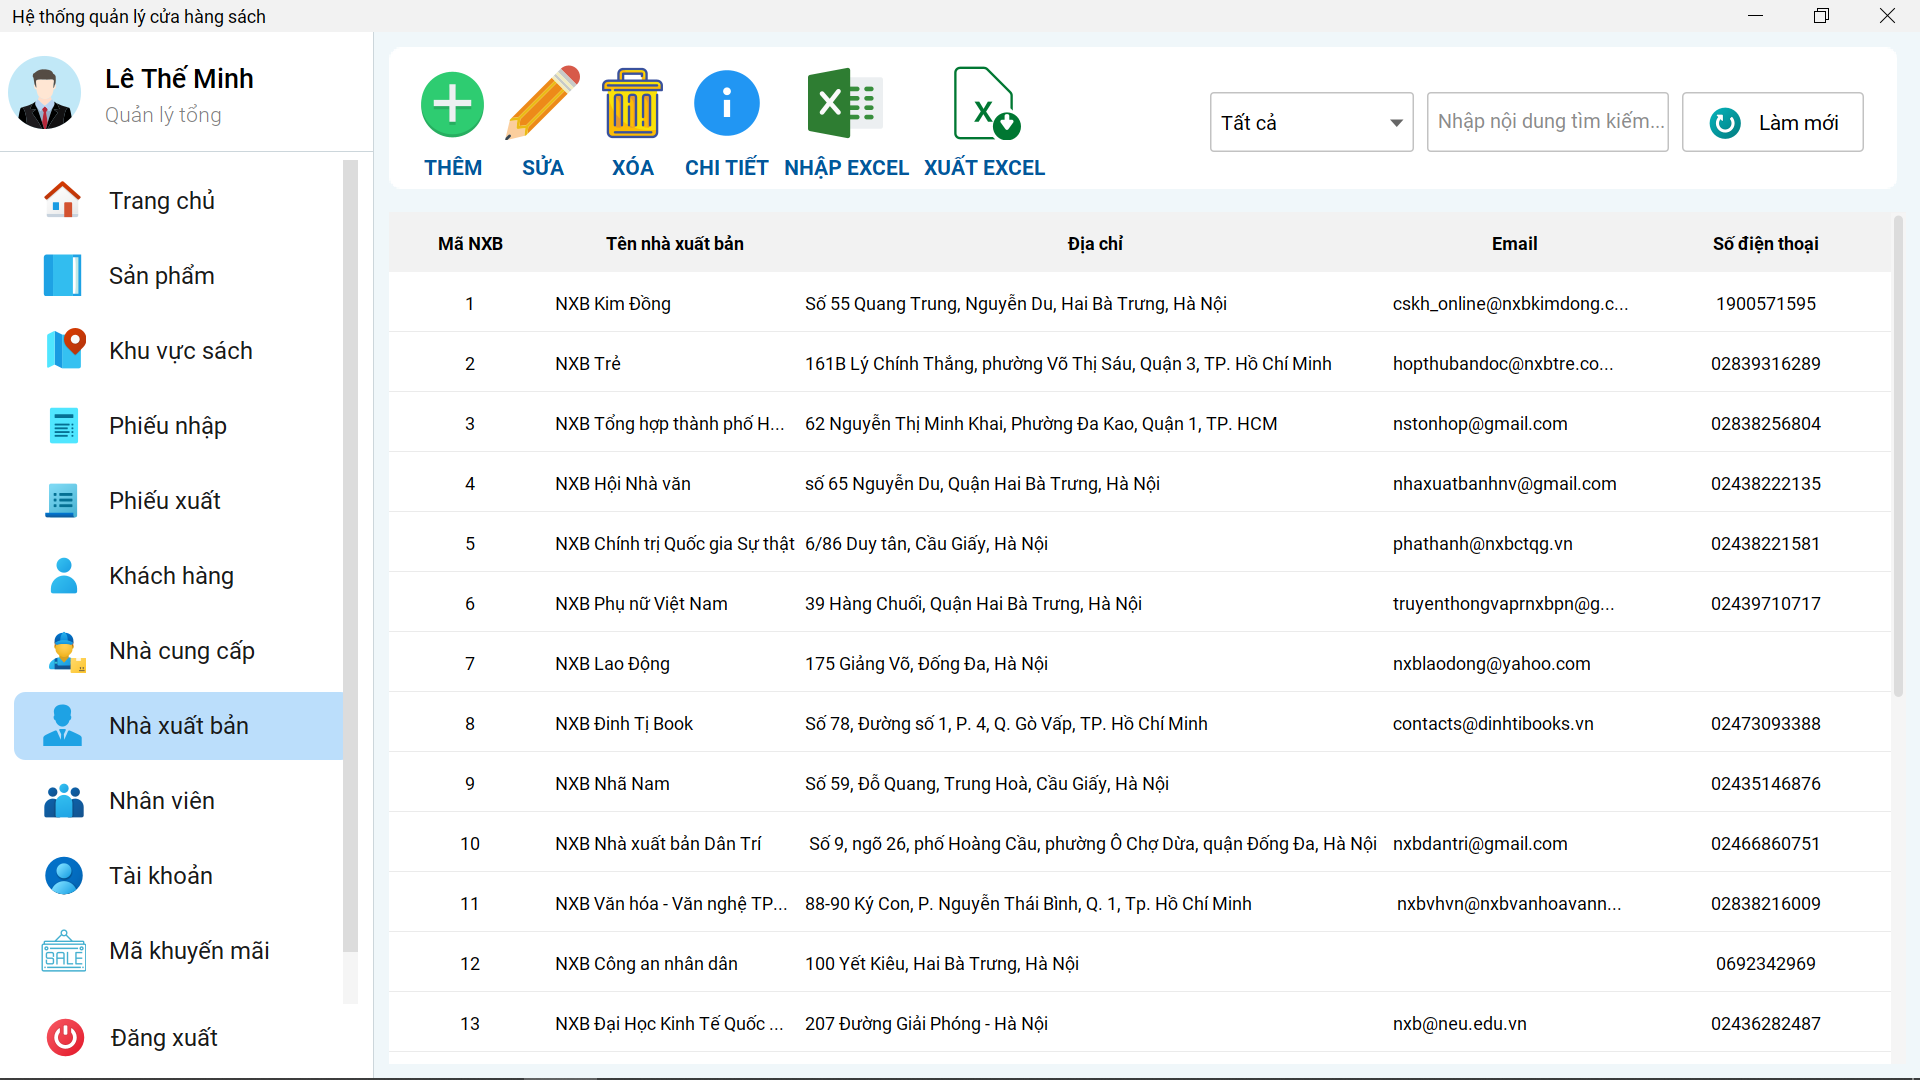 Hệ thống quản lý cửa hàng sách
Lê Thế Minh
Quản lý tổng
Trang chủ
Sản phẩm
Khu vực sách
Phiếu nhập
Phiếu xuất
Khách hàng
Nhà cung cấp
Nhà xuất bản
Nhân viên
Tài khoản
SALE
Mã khuyến mãi
Đăng xuất
THÊM SỬA XÓA CHI TIẾT NHẬP EXCEL XUẤT EXCEL
Tất cả Nhập nội dung tìm kiếm... Làm mới
Mã NXB Tên nhà xuất bản Địa chỉ Email Số điện thoại
1 NXB Kim Đồng Số 55 Quang Trung, Nguyễn Du, Hai Bà Trưng, Hà Nội cskh_online@nxbkimdong.c... 1900571595
2 NXB Trẻ 161B Lý Chính Thắng, phường Võ Thị Sáu, Quận 3, TP. Hồ Chí Minh hopthubandoc@nxbtre.co... 02839316289
3 NXB Tổng hợp thành phố H... 62 Nguyễn Thị Minh Khai, Phường Đa Kao, Quận 1, TP. HCM nstonhop@gmail.com 02838256804
4 NXB Hội Nhà văn số 65 Nguyễn Du, Quận Hai Bà Trưng, Hà Nội nhaxuatbanhnv@gmail.com 02438222135
5 NXB Chính trị Quốc gia Sự thật 6/86 Duy tân, Cầu Giấy, Hà Nội phathanh@nxbctqg.vn 02438221581
6 NXB Phụ nữ Việt Nam 39 Hàng Chuối, Quận Hai Bà Trưng, Hà Nội truyenthongvaprnxbpn@g... 02439710717
7 NXB Lao Động 175 Giảng Võ, Đống Đa, Hà Nội nxblaodong@yahoo.com
8 NXB Đinh Tị Book Số 78, Đường số 1, P. 4, Q. Gò Vấp, TP. Hồ Chí Minh contacts@dinhtibooks.vn 02473093388
9 NXB Nhã Nam Số 59, Đỗ Quang, Trung Hoà, Cầu Giấy, Hà Nội 02435146876
10 NXB Nhà xuất bản Dân Trí Số 9, ngõ 26, phố Hoàng Cầu, phường Ô Chợ Dừa, quận Đống Đa, Hà Nội nxbdantri@gmail.com 02466860751
11 NXB Văn hóa - Văn nghệ TP... 88-90 Ký Con, P. Nguyễn Thái Bình, Q. 1, Tp. Hồ Chí Minh nxbvhvn@nxbvanhoavann... 02838216009
12 NXB Công an nhân dân 100 Yết Kiêu, Hai Bà Trưng, Hà Nội 0692342969
13 NXB Đại Học Kinh Tế Quốc ... 207 Đường Giải Phóng - Hà Nội nxb@neu.edu.vn 02436282487